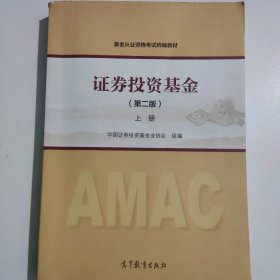 基金从业资格考试统编教材
证券投资基金
（第二版）
上 册
中国证券投资基金业协会 组编
AMAC
高等教育出版社